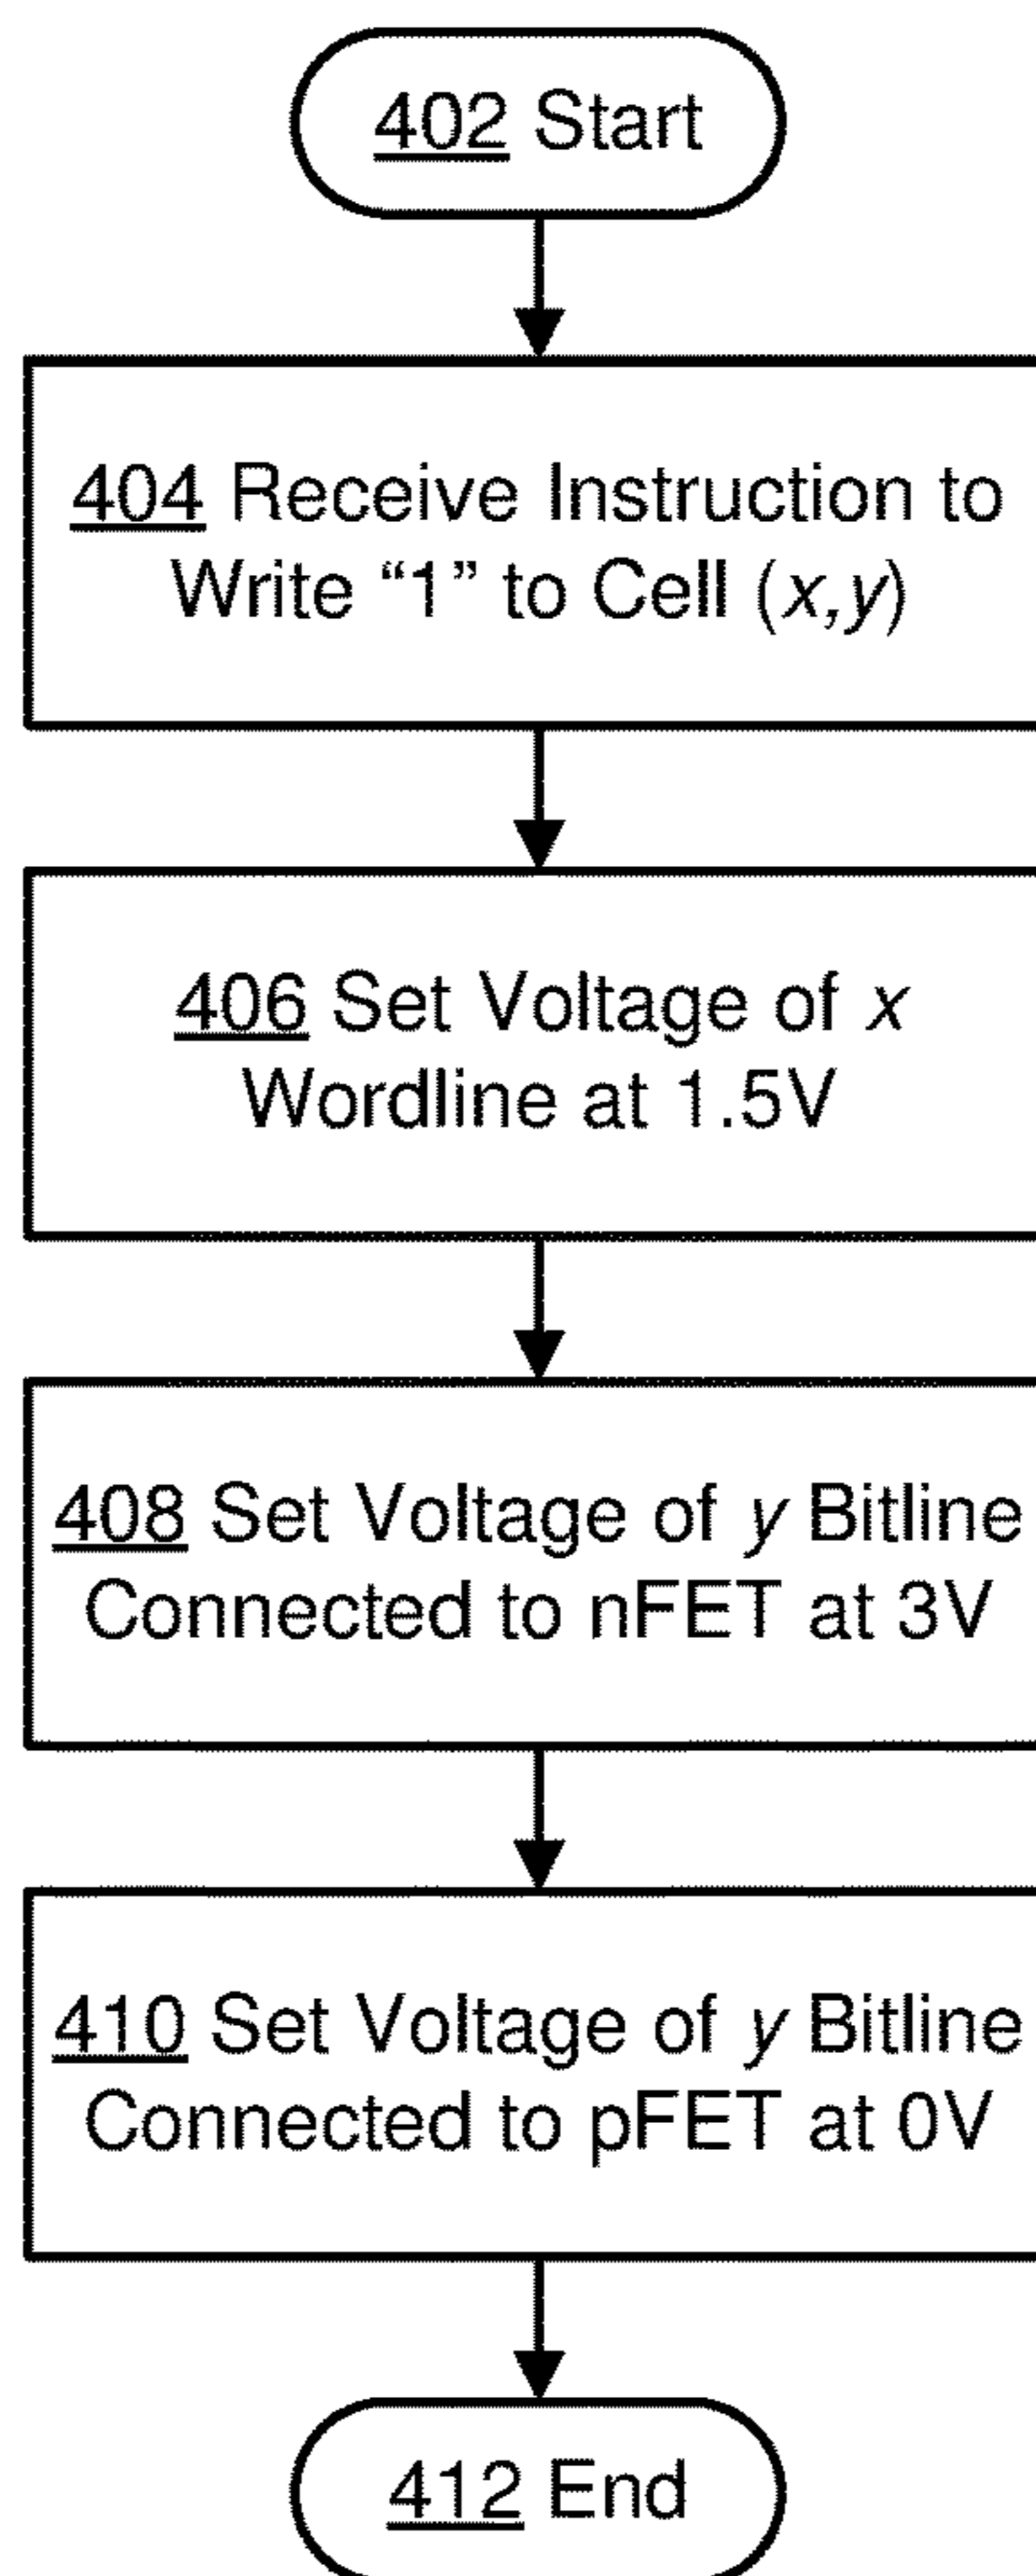 402 Start
404 Receive Instruction to
Write “1” to Cell (x,y)
406 Set Voltage of x
Wordline at 1.5V
408 Set Voltage of y Bitline
Connected to nFET at 3V
410 Set Voltage of y Bitline
Connected to pFET at 0V
412 End